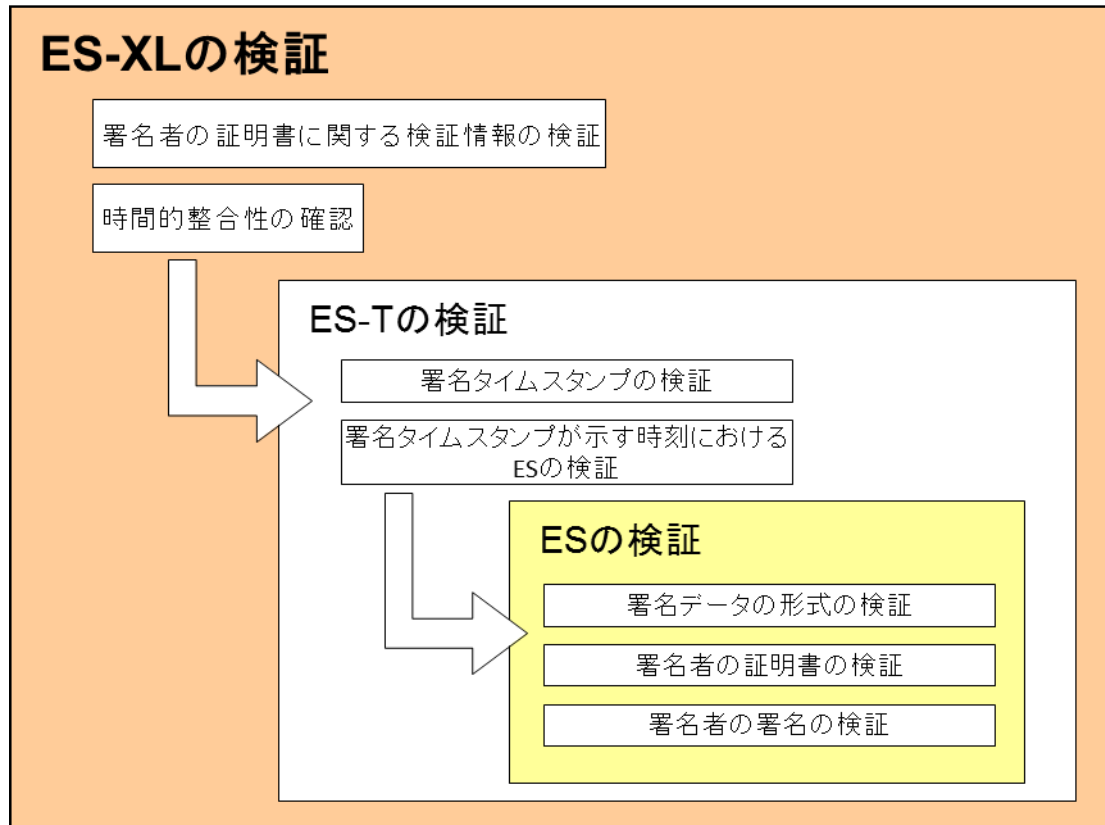 ES-XLの検証
署名者の証明書に関する検証情報の検証
時間的整合性の確認
ES-Tの検証
署名タイムスタンプの検証
署名タイムスタンプが示す時刻における
ESの検証
ESの検証
署名データの形式の検証
署名者の証明書の検証
署名者の署名の検証